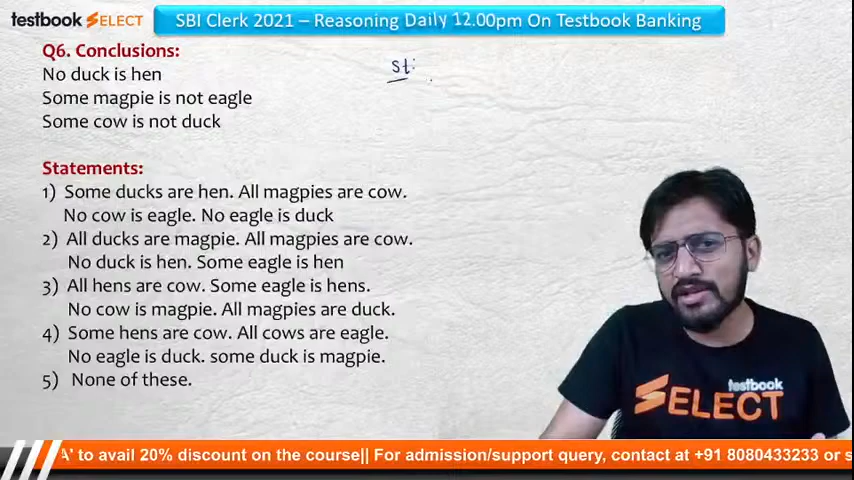 testbook SELECT
SBI Clerk 2021 – Reasoning Daily 12.00pm On Testbook Banking
Q6. Conclusions:
No duck is hen
Some magpie is not eagle
Some cow is not duck
St:
Statements:
1) Some ducks are hen. All magpies are cow.
No cow is eagle. No eagle is duck
2) All ducks are magpie. All magpies are cow.
No duck is hen. Some eagle is hen
3) All hens are cow. Some eagle is hens.
No cow is magpie. All magpies are duck.
4) Some hens are cow. All cows are eagle.
No eagle is duck. some duck is magpie.
5) None of these.
testbook
SELECT
A' to avail 20% discount on the course|| For admission/support query, contact at +91 8080433233 or s